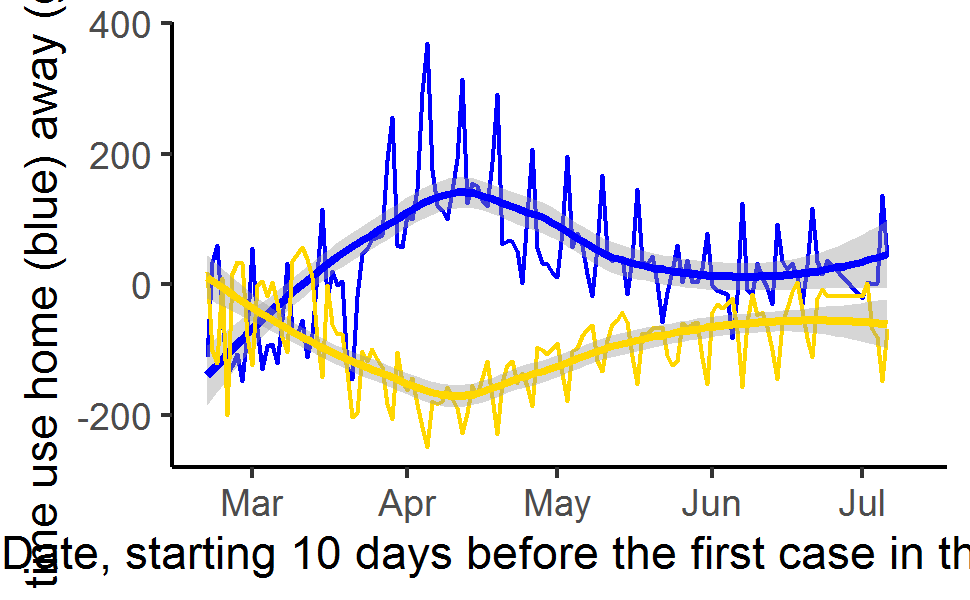 time use home (blue) away (
400
200
0
-200
Mar Apr May Jun Jul
Date, starting 10 days before the first case in th